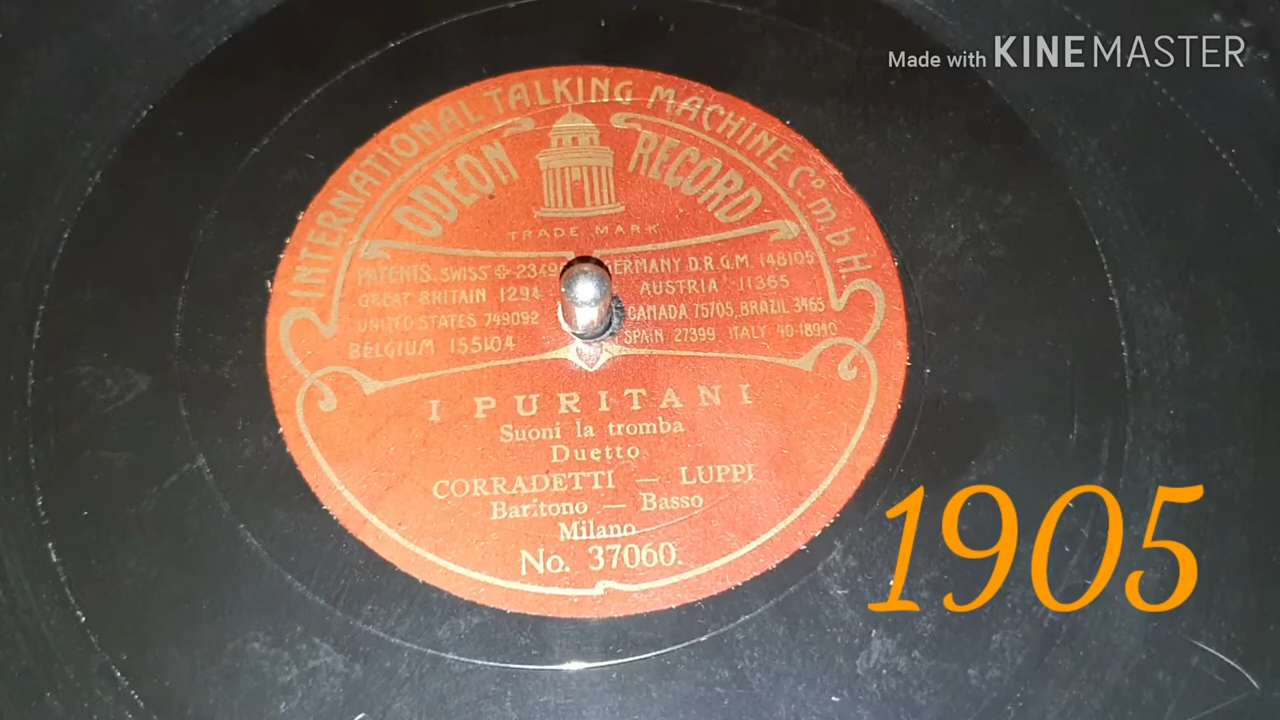 Made with KINEMASTER
INTERNATIONAL TALKING MACHINE Co. m.b.H.
ODEON RECORD
TRADE MARK
PATENTS. SWISS ✠ 2349
GERMANY D.R.G.M. 148105
GREAT BRITAIN 1294
AUSTRIA 11365
UNITED STATES 749092
CANADA 75705, BRAZIL 3465
BELGIUM 155104
SPAIN 27399 ITALY 40-18910
I PURITANI
Suoni la tromba
Duetto
CORRADETTI — LUPPI
Baritono — Basso
Milano
No. 37060.
1905